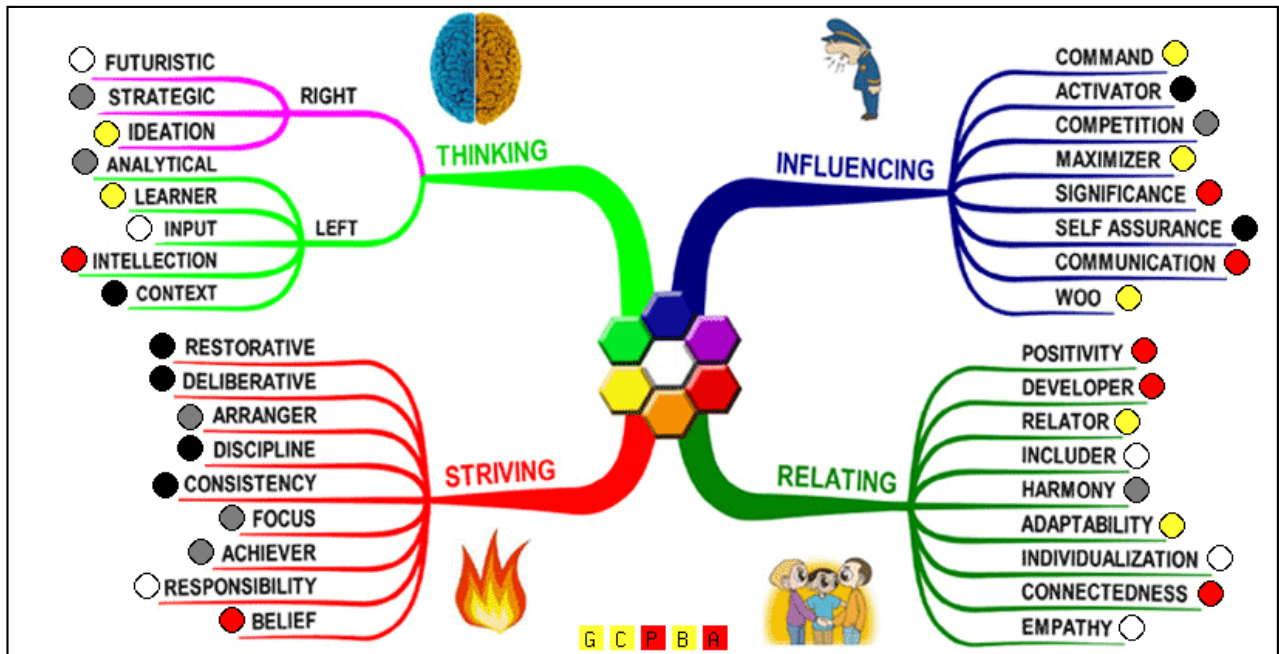 THINKING
RIGHT
FUTURISTIC
STRATEGIC
IDEATION
LEFT
ANALYTICAL
LEARNER
INPUT
INTELLECTION
CONTEXT
INFLUENCING
COMMAND
ACTIVATOR
COMPETITION
MAXIMIZER
SIGNIFICANCE
SELF ASSURANCE
COMMUNICATION
WOO
STRIVING
RESTORATIVE
DELIBERATIVE
ARRANGER
DISCIPLINE
CONSISTENCY
FOCUS
ACHIEVER
RESPONSIBILITY
BELIEF
RELATING
POSITIVITY
DEVELOPER
RELATOR
INCLUDER
HARMONY
ADAPTABILITY
INDIVIDUALIZATION
CONNECTEDNESS
EMPATHY
G C P B A